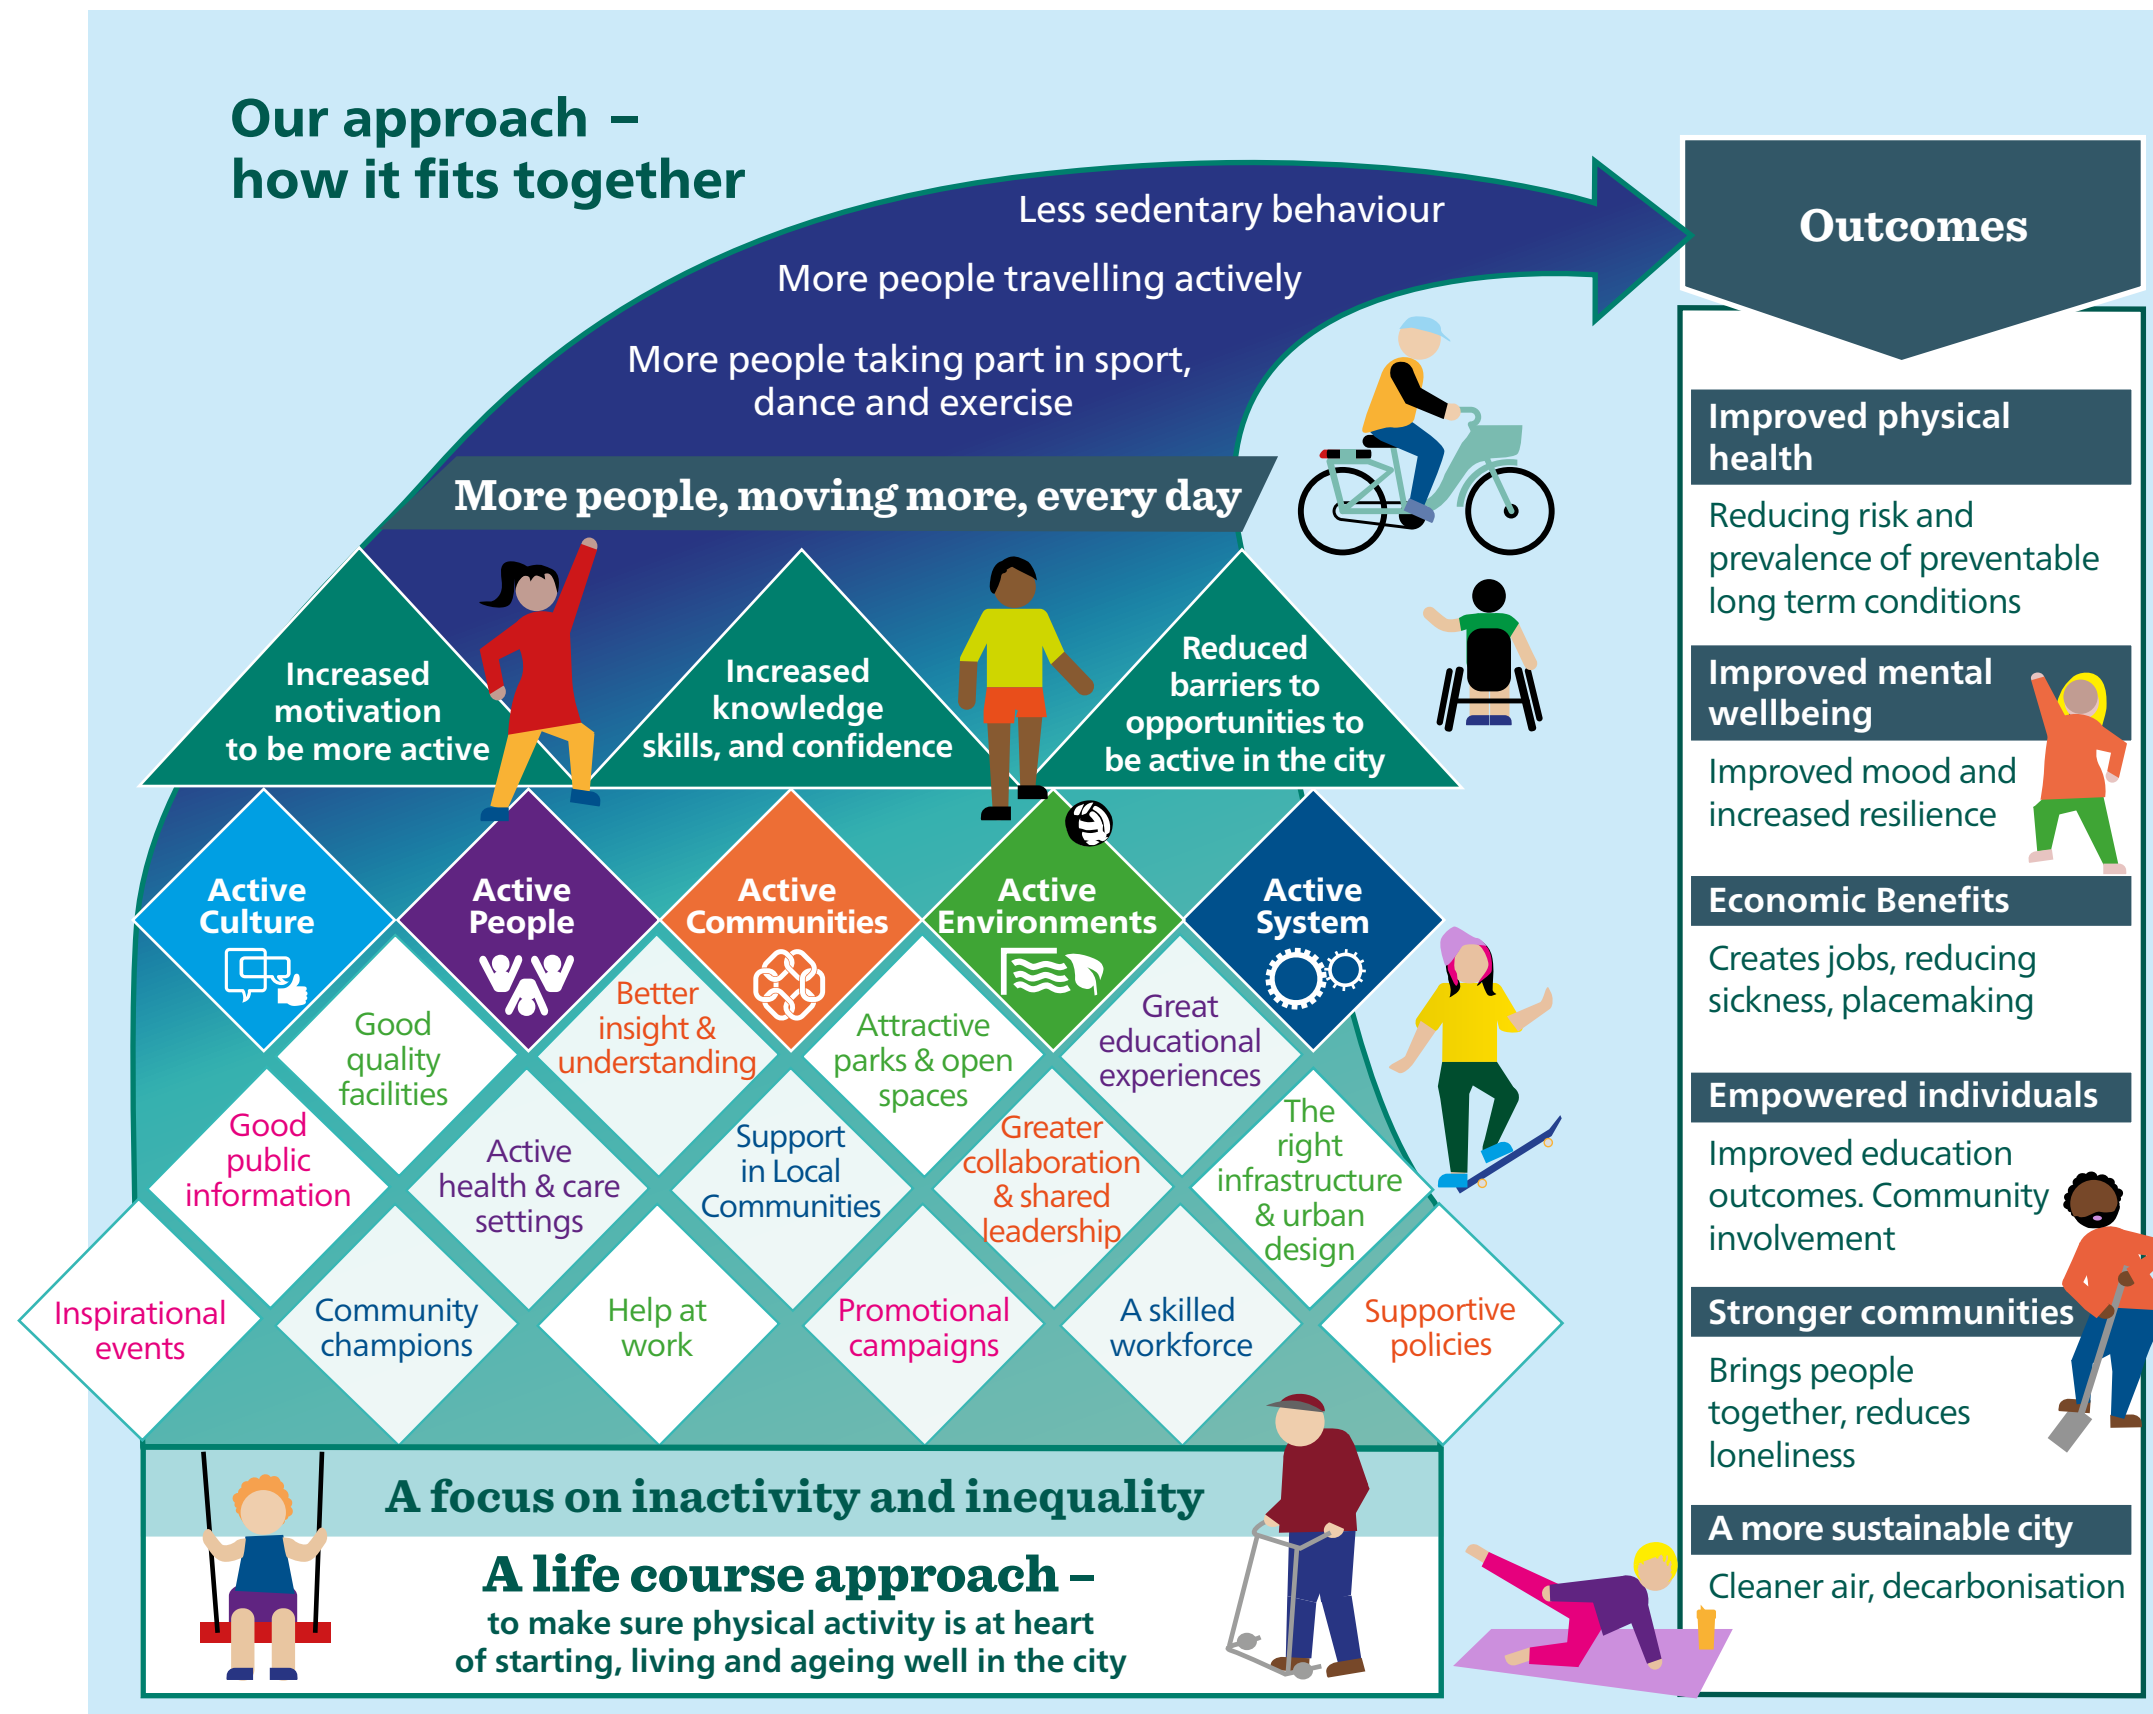 Our approach –
how it fits together
Less sedentary behaviour
More people travelling actively
More people taking part in sport,
dance and exercise
More people, moving more, every day
Increased
motivation
to be more active
Increased
knowledge
skills, and confidence
Reduced
barriers to
opportunities to
be active in the city
Active
Culture
Active
People
Active
Communities
Active
Environments
Active
System
Good
quality
facilities
Better
insight &
understanding
Attractive
parks & open
spaces
Great
educational
experiences
Good
public
information
Active
health & care
settings
Support
in Local
Communities
Greater
collaboration
& shared
leadership
The
right
infrastructure
& urban
design
Inspirational
events
Community
champions
Help at
work
Promotional
campaigns
A skilled
workforce
Supportive
policies
A focus on inactivity and inequality
A life course approach –
to make sure physical activity is at heart
of starting, living and ageing well in the city
Outcomes
Improved physical
health
Reducing risk and
prevalence of preventable
long term conditions
Improved mental
wellbeing
Improved mood and
increased resilience
Economic Benefits
Creates jobs, reducing
sickness, placemaking
Empowered individuals
Improved education
outcomes. Community
involvement
Stronger communities
Brings people
together, reduces
loneliness
A more sustainable city
Cleaner air, decarbonisation